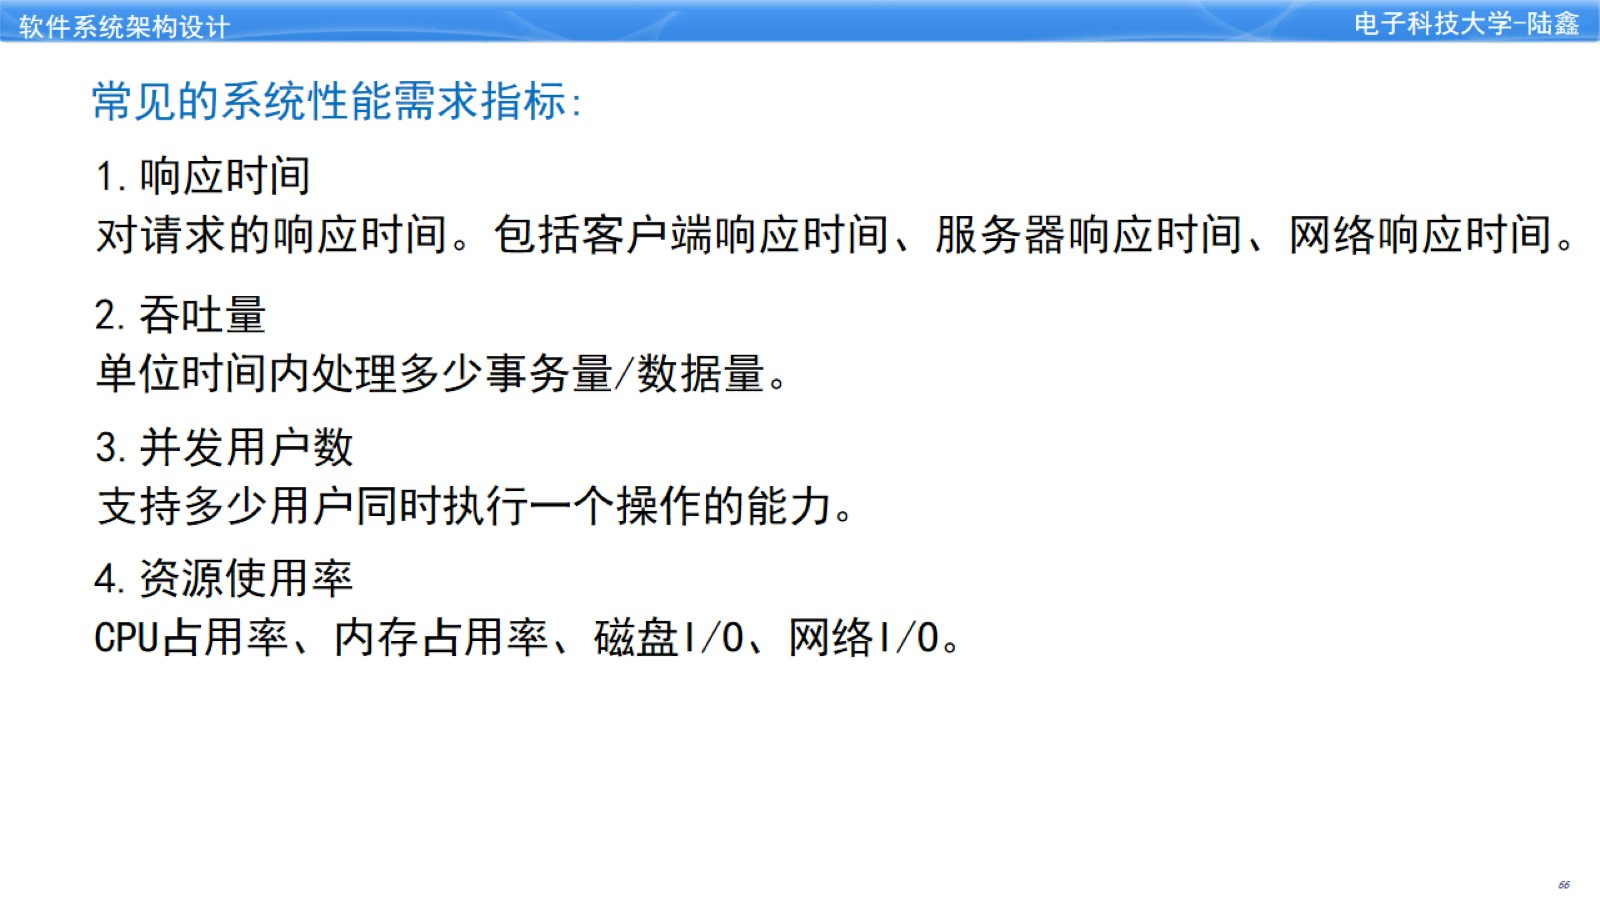 软件系统架构设计
电子科技大学-陆鑫
常见的系统性能需求指标:
1.响应时间
对请求的响应时间。包括客户端响应时间、服务器响应时间、网络响应时间。
2.吞吐量
单位时间内处理多少事务量/数据量。
3.并发用户数
支持多少用户同时执行一个操作的能力。
4.资源使用率
CPU占用率、内存占用率、磁盘I/O、网络I/O。
66